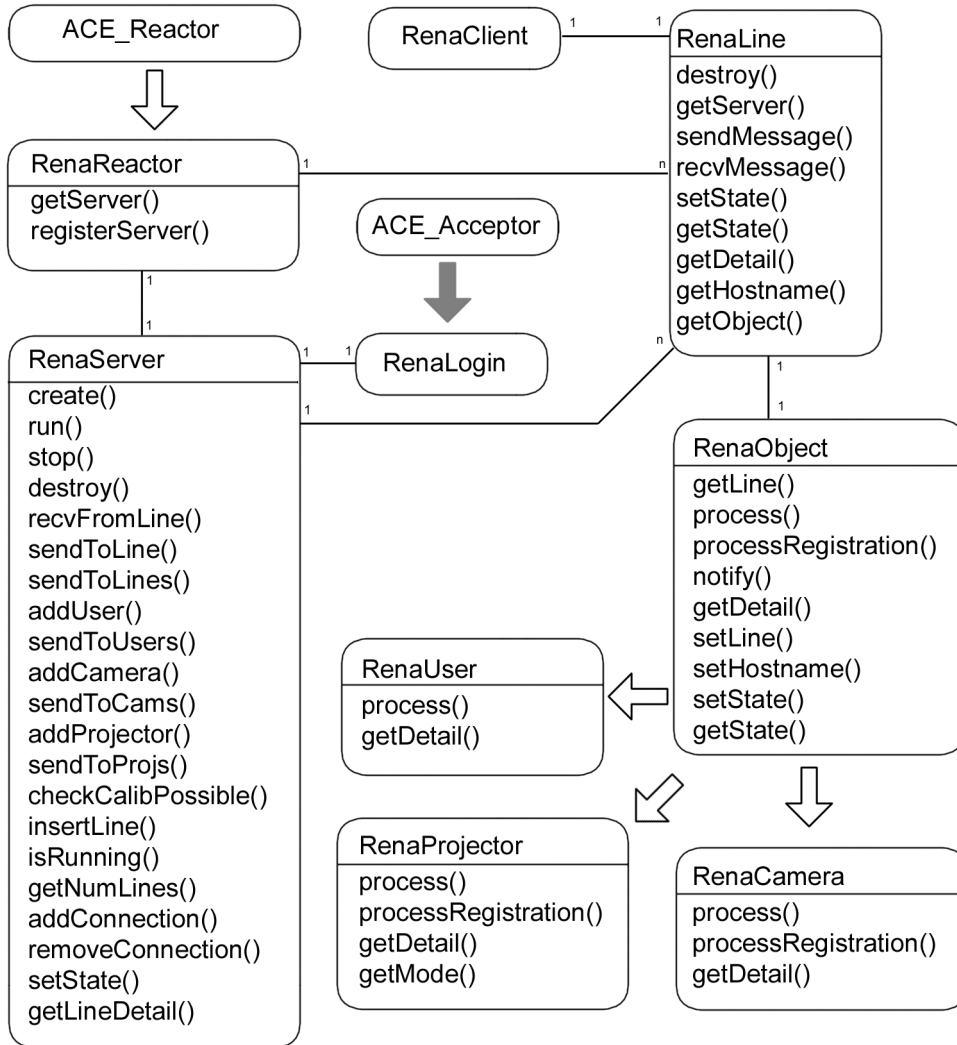 ACE_Reactor
RenaClient
1
1
RenaLine
destroy()
getServer()
sendMessage()
recvMessage()
setState()
getState()
getDetail()
getHostname()
getObject()
RenaReactor
getServer()
registerServer()
1
n
ACE_Acceptor
1
1
RenaServer
create()
run()
stop()
destroy()
recvFromLine()
sendToLine()
sendToLines()
addUser()
sendToUsers()
addCamera()
sendToCams()
addProjector()
sendToProjs()
checkCalibPossible()
insertLine()
isRunning()
getNumLines()
addConnection()
removeConnection()
setState()
getLineDetail()
1
1
RenaLogin
1
n
1
1
RenaObject
getLine()
process()
processRegistration()
notify()
getDetail()
setLine()
setHostname()
setState()
getState()
RenaUser
process()
getDetail()
RenaProjector
process()
processRegistration()
getDetail()
getMode()
RenaCamera
process()
processRegistration()
getDetail()